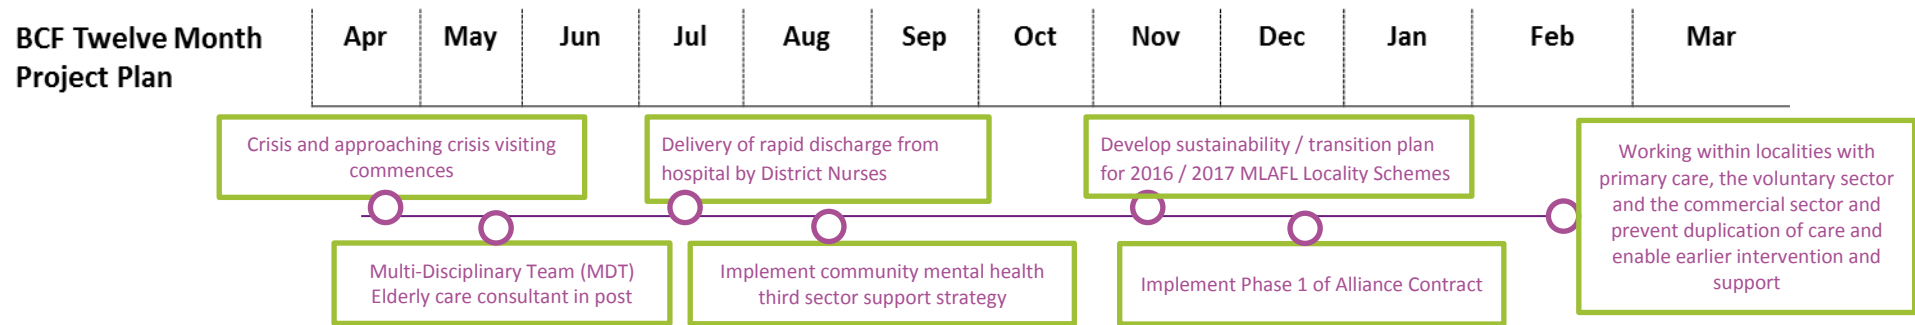 BCF Twelve Month
Project Plan
Apr
May
Jun
Jul
Aug
Sep
Oct
Nov
Dec
Jan
Feb
Mar
Crisis and approaching crisis visiting
commences
Delivery of rapid discharge from
hospital by District Nurses
Develop sustainability / transition plan
for 2016 / 2017 MLAFL Locality Schemes
Working within localities with
primary care, the voluntary sector
and the commercial sector and
prevent duplication of care and
enable earlier intervention and
support
Multi-Disciplinary Team (MDT)
Elderly care consultant in post
Implement community mental health
third sector support strategy
Implement Phase 1 of Alliance Contract